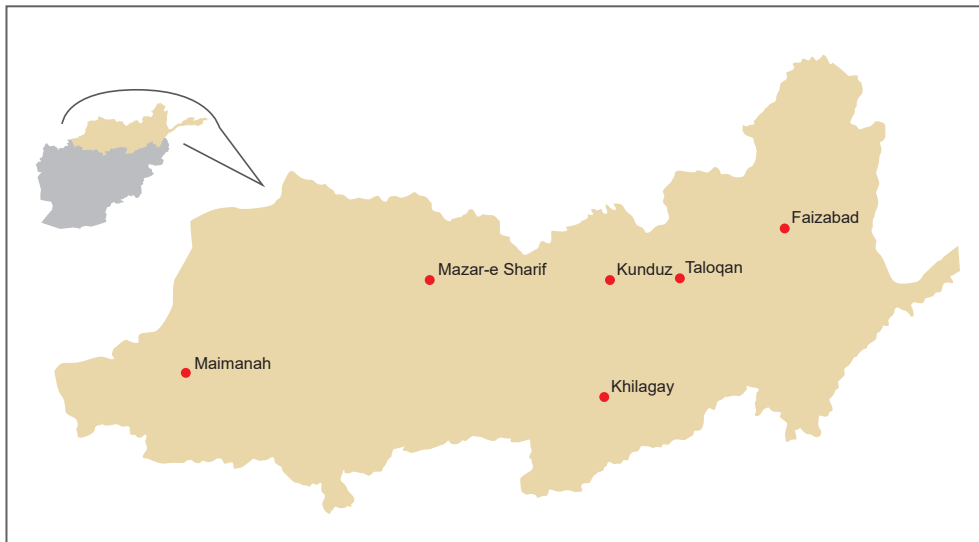 Faizabad
Mazar-e Sharif
Kunduz
Taloqan
Maimanah
Khilagay